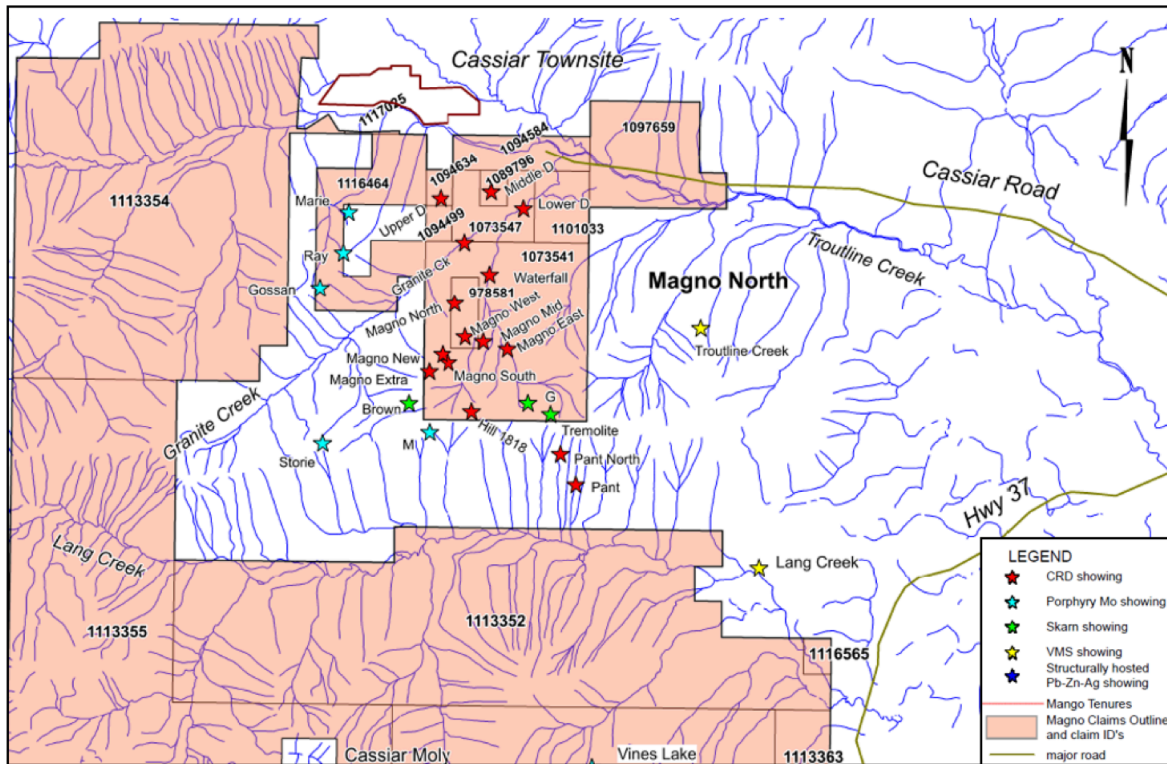 Cassiar Townsite
N
1117025
1094584
1097659
1094634
1089796
Middle D
Cassiar Road
1116464
1113354
Marie
Upper D
Lower D
1094499
1073547
1101033
Ray
Granite Ck
1073541
Troutline Creek
Gossan
Waterfall
Magno North
978581
Magno North
Magno West
Magno Mid
Magno East
Troutline Creek
Magno New
Magno Extra
Magno South
Granite Creek
Brown
G
Hill 1818
Tremolite
M
Storie
Pant North
Pant
Hwy 37
Lang Creek
Lang Creek
1113355
1113352
1116565
Cassiar Moly
Vines Lake
1113363
LEGEND
CRD showing
Porphyry Mo showing
Skarn showing
VMS showing
Structurally hosted
Pb-Zn-Ag showing
Mango Tenures
Magno Claims Outline
and claim ID's
major road